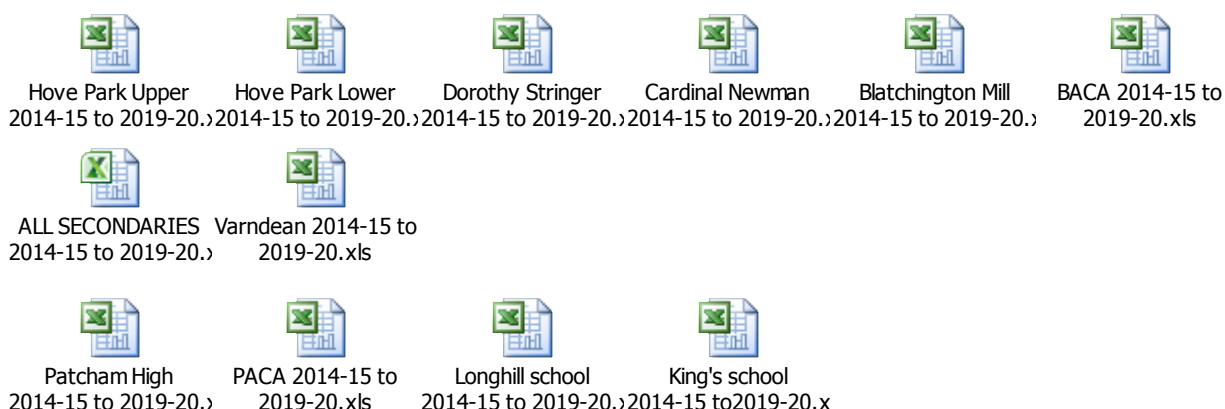 Hove Park Upper Hove Park Lower Dorothy Stringer Cardinal Newman Blatchington Mill BACA 2014-15 to
2014-15 to 2019-20.x 2014-15 to 2019-20.x 2014-15 to 2019-20.x 2014-15 to 2019-20.x 2014-15 to 2019-20.x 2019-20.xls
ALL SECONDARIES Varndean 2014-15 to
2014-15 to 2019-20.x 2019-20.xls
Patcham High PACA 2014-15 to Longhill school King's school
2014-15 to 2019-20.x 2019-20.xls 2014-15 to 2019-20.x 2014-15 to2019-20.x